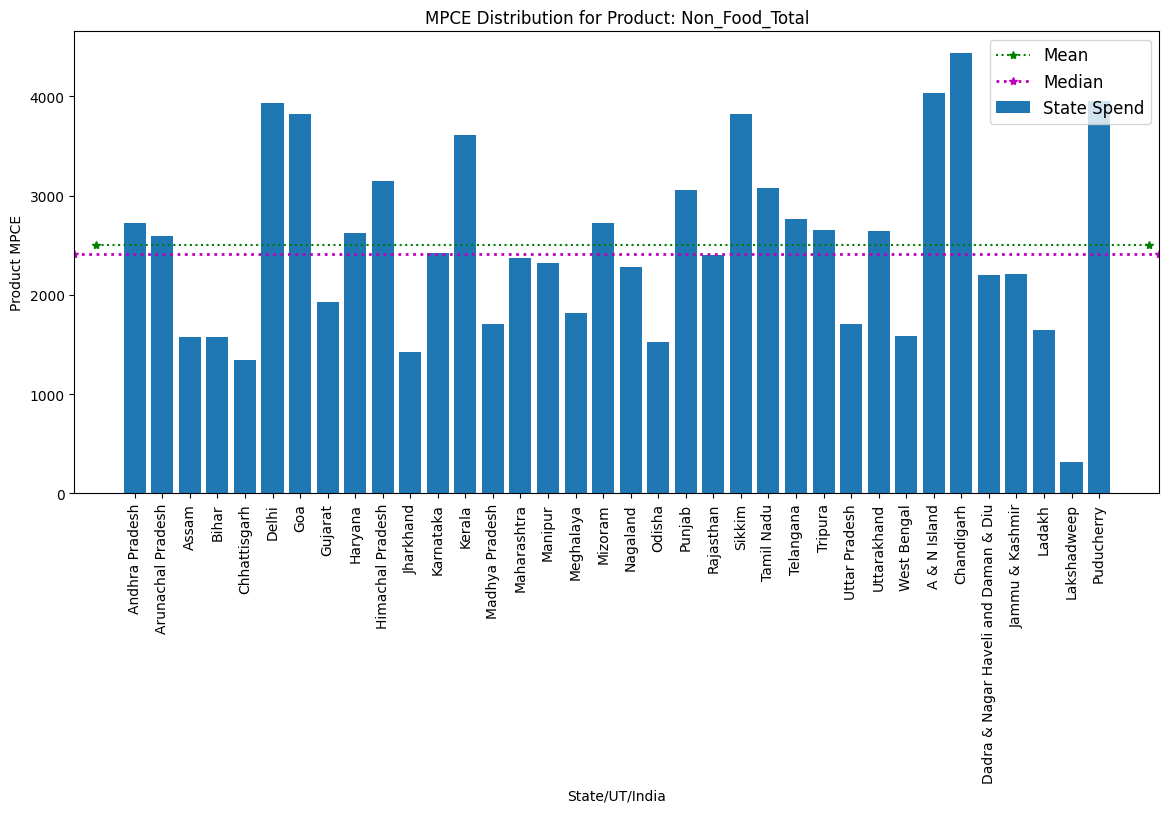 MPCE Distribution for Product: Non_Food_Total
Mean
Median
State Spend
Product MPCE
4000
3000
2000
1000
0
Andhra Pradesh
Arunachal Pradesh
Assam
Bihar
Chhattisgarh
Delhi
Goa
Gujarat
Haryana
Himachal Pradesh
Jharkhand
Karnataka
Kerala
Madhya Pradesh
Maharashtra
Manipur
Meghalaya
Mizoram
Nagaland
Odisha
Punjab
Rajasthan
Sikkim
Tamil Nadu
Telangana
Tripura
Uttar Pradesh
Uttarakhand
West Bengal
A & N Island
Chandigarh
Dadra & Nagar Haveli and Daman & Diu
Jammu & Kashmir
Ladakh
Lakshadweep
Puducherry
State/UT/India